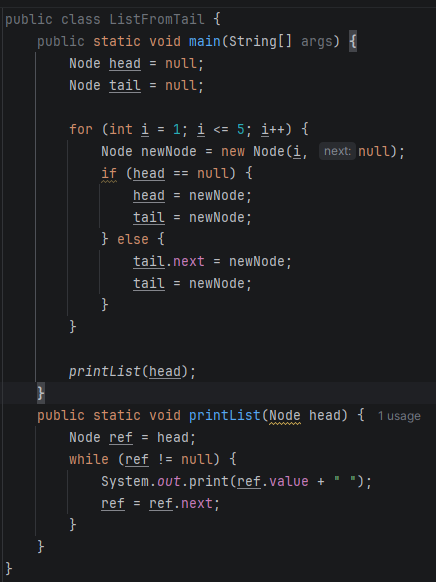 public class ListFromTail {
    public static void main(String[] args) {
        Node head = null;
        Node tail = null;

        for (int i = 1; i <= 5; i++) {
            Node newNode = new Node(i, next: null);
            if (head == null) {
                head = newNode;
                tail = newNode;
            } else {
                tail.next = newNode;
                tail = newNode;
            }
        }

        printList(head);
    }
    public static void printList(Node head) { 1 usage
        Node ref = head;
        while (ref != null) {
            System.out.print(ref.value + " ");
            ref = ref.next;
        }
    }
}